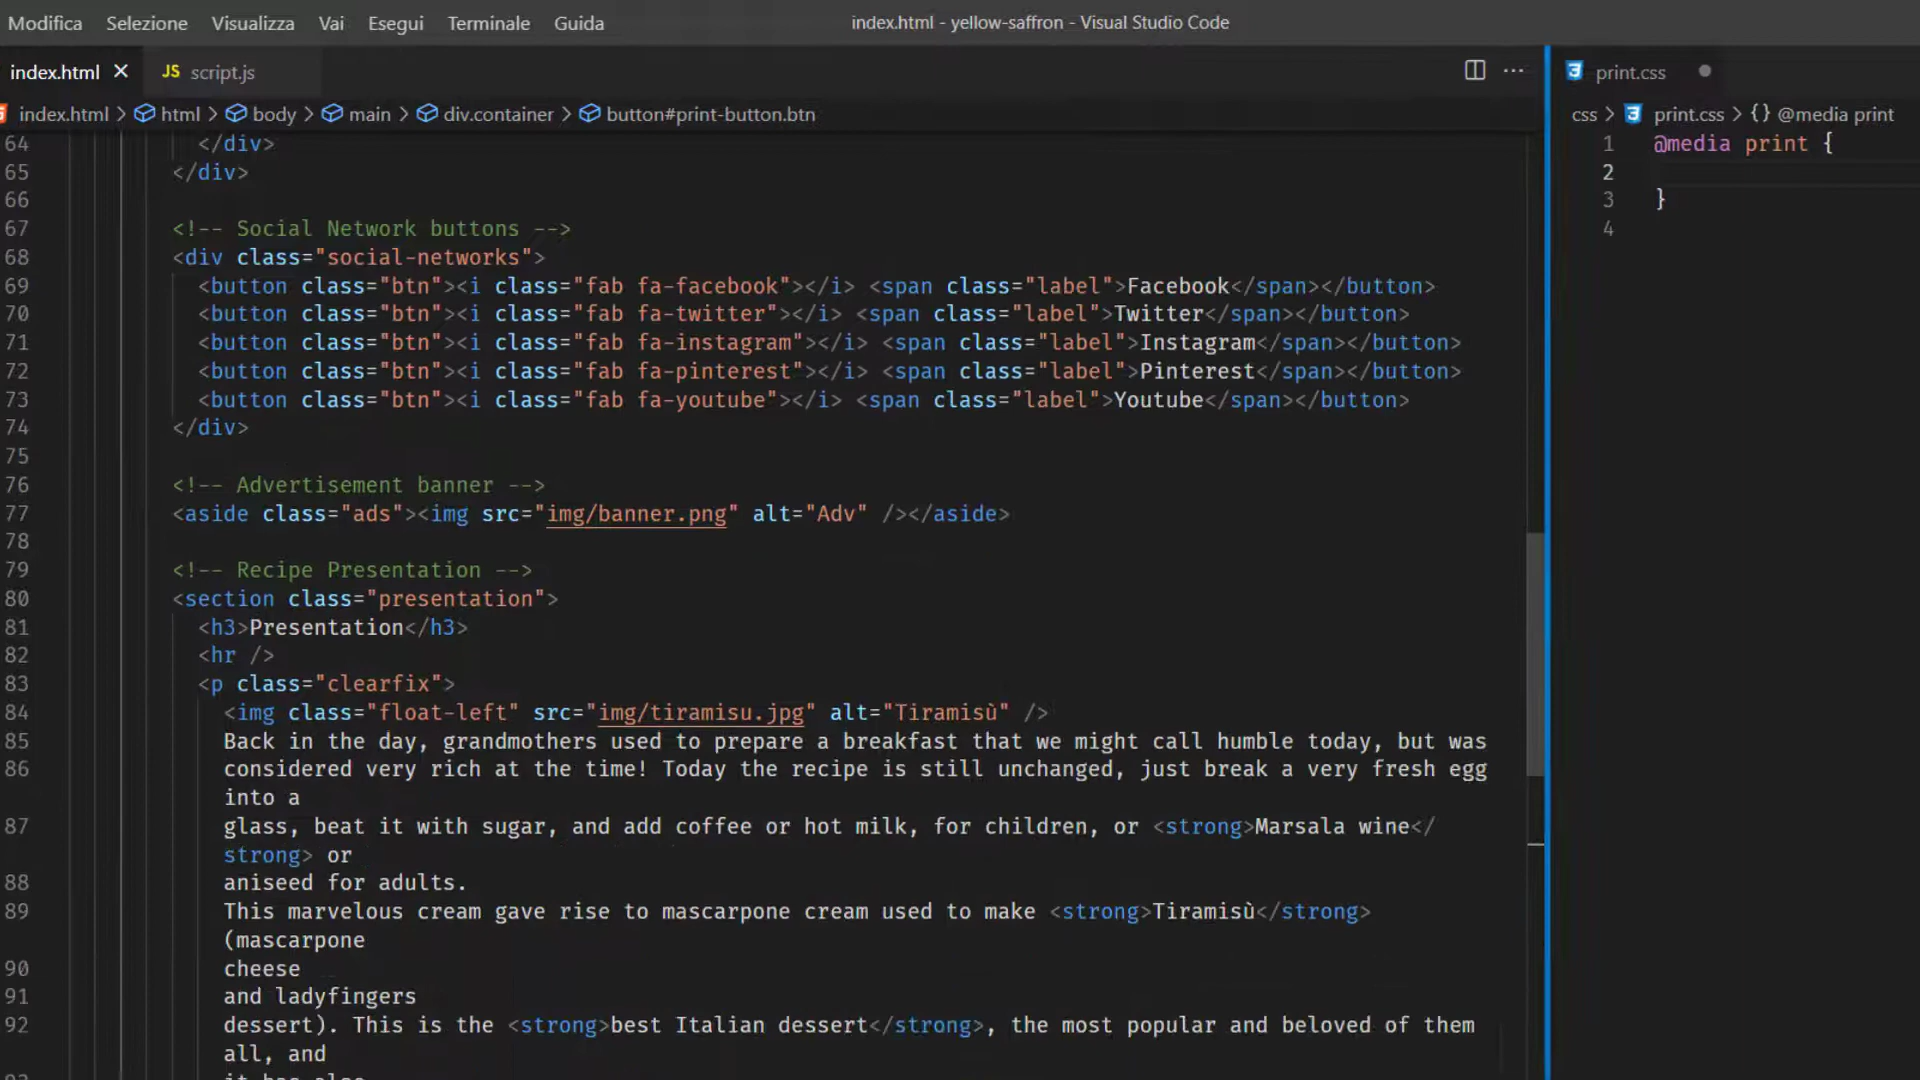 Modifica Selezione Visualizza Vai Esegui Terminale Guida index.html - yellow-saffron - Visual Studio Code
index.html × JS script.js ···
index.html > html > body > main > div.container > button#print-button.btn
64 </div>
65 </div>
66
67 <!-- Social Network buttons -->
68 <div class="social-networks">
69 <button class="btn"><i class="fab fa-facebook"></i> <span class="label">Facebook</span></button>
70 <button class="btn"><i class="fab fa-twitter"></i> <span class="label">Twitter</span></button>
71 <button class="btn"><i class="fab fa-instagram"></i> <span class="label">Instagram</span></button>
72 <button class="btn"><i class="fab fa-pinterest"></i> <span class="label">Pinterest</span></button>
73 <button class="btn"><i class="fab fa-youtube"></i> <span class="label">Youtube</span></button>
74 </div>
75
76 <!-- Advertisement banner -->
77 <aside class="ads"><img src="img/banner.png" alt="Adv" /></aside>
78
79 <!-- Recipe Presentation -->
80 <section class="presentation">
81 <h3>Presentation</h3>
82 <hr />
83 <p class="clearfix">
84 <img class="float-left" src="img/tiramisu.jpg" alt="Tiramisù" />
85 Back in the day, grandmothers used to prepare a breakfast that we might call humble today, but was
86 considered very rich at the time! Today the recipe is still unchanged, just break a very fresh egg
into a
87 glass, beat it with sugar, and add coffee or hot milk, for children, or <strong>Marsala wine</
strong> or
88 aniseed for adults.
89 This marvelous cream gave rise to mascarpone cream used to make <strong>Tiramisù</strong>
(mascarpone
90 cheese
91 and ladyfingers
92 dessert). This is the <strong>best Italian dessert</strong>, the most popular and beloved of them
all, and
93 it has also
print.css
css > print.css > {} @media print
1 @media print {
2
3 }
4